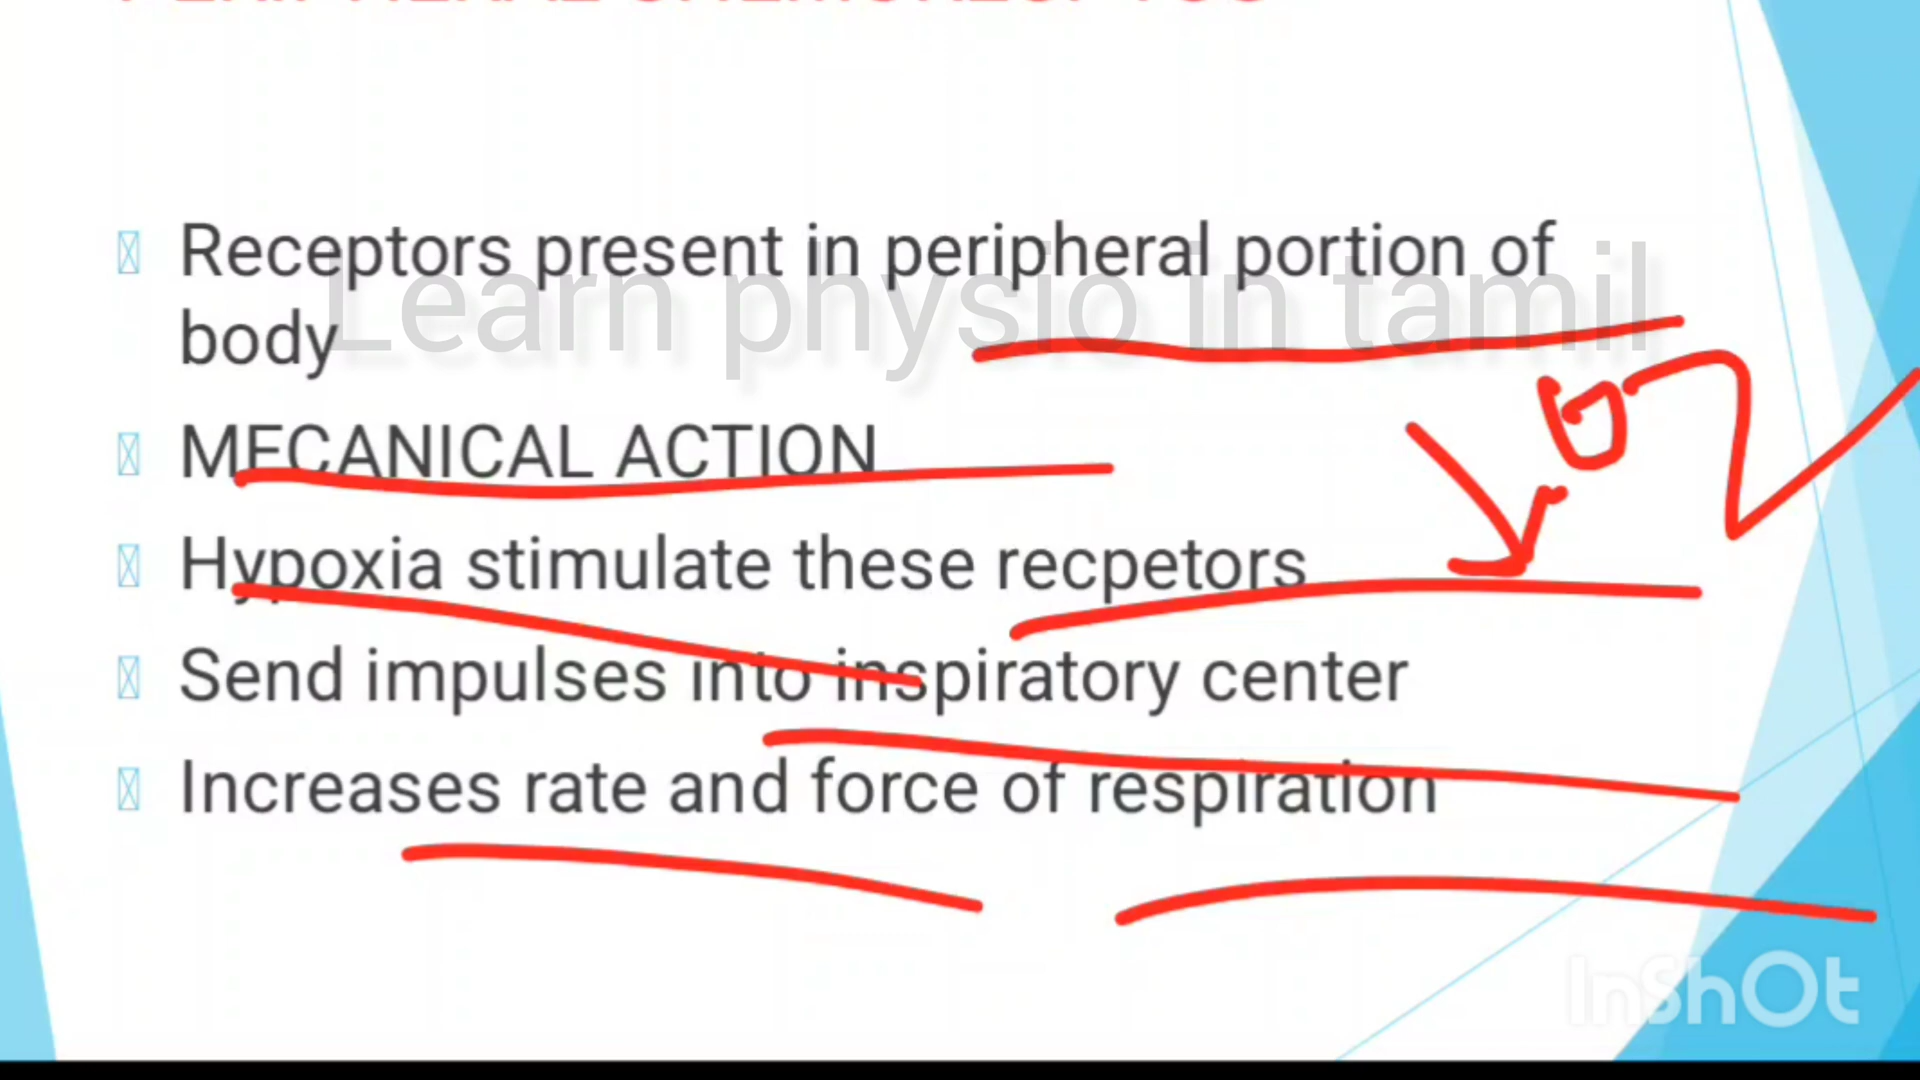 Receptors present in peripheral portion of
body
Learn physio in tamil
MECANICAL ACTION
Hypoxia stimulate these recpetors
Send impulses into inspiratory center
Increases rate and force of respiration
InShOt